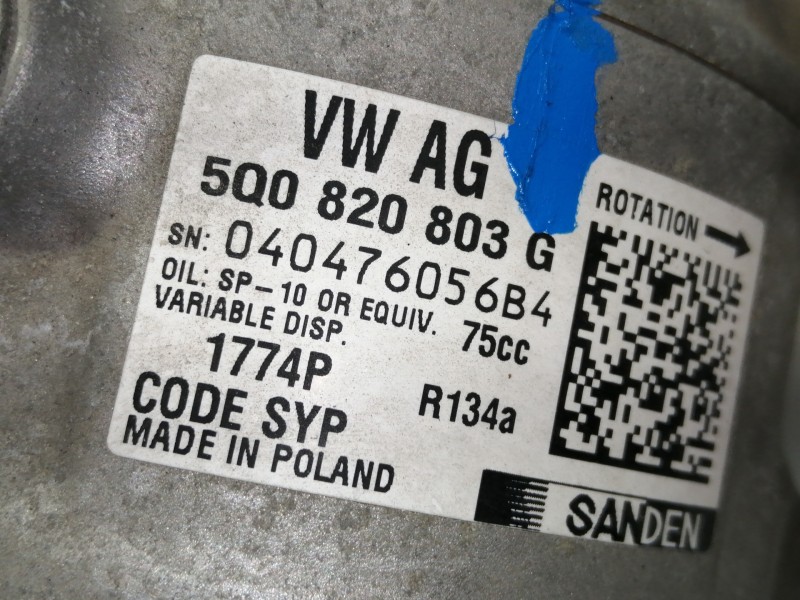 VW AG
5Q0 820 803 G
ROTATION
SN: 040476056B4
OIL: SP-10 OR EQUIV. 75cc
VARIABLE DISP.
1774P
R134a
CODE SYP
MADE IN POLAND
SANDEN